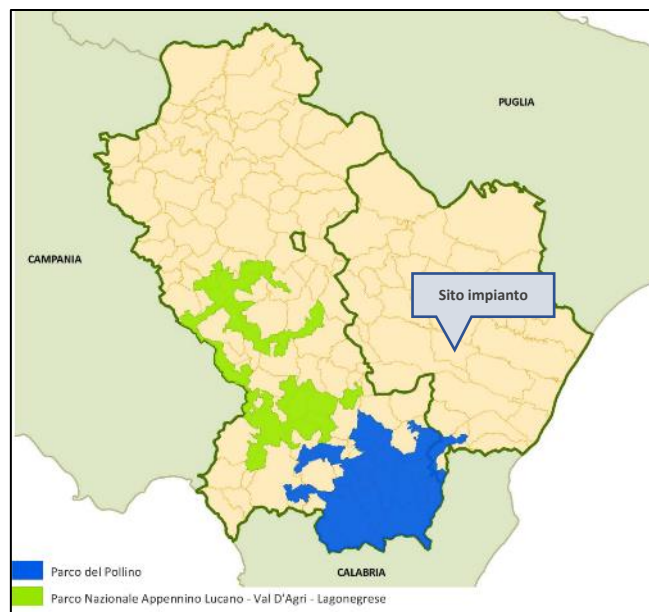 PUGLIA
CAMPANIA
Sito impianto
Parco del Pollino
CALABRIA
Parco Nazionale Appennino Lucano - Val D'Agri - Lagonegrese